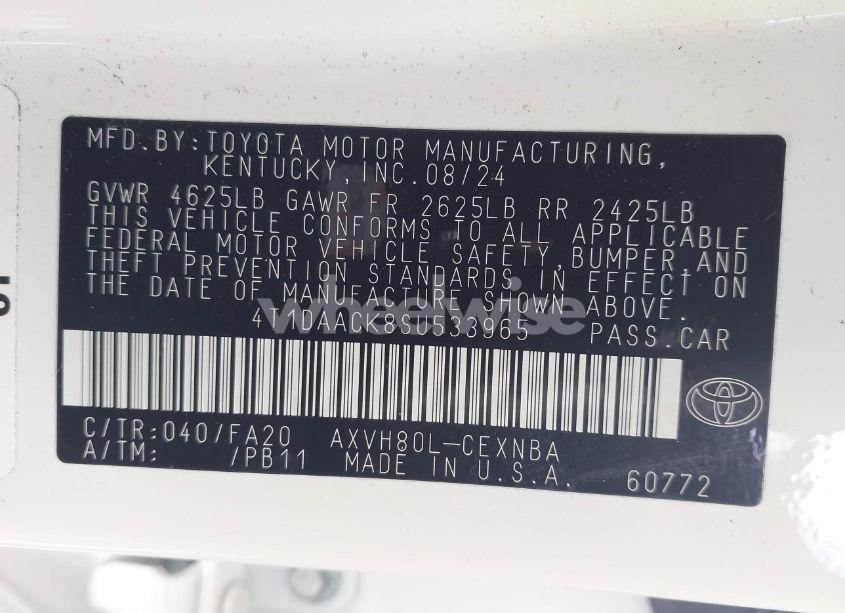 MFD.BY:TOYOTA MOTOR MANUFACTURING,
KENTUCKY,INC.08/24
GVWR 4625LB GAWR FR 2625LB RR 2425LB
THIS VEHICLE CONFORMS TO ALL APPLICABLE
FEDERAL MOTOR VEHICLE SAFETY,BUMPER,AND
THEFT PREVENTION STANDARDS IN EFFECT ON
THE DATE OF MANUFACTURE SHOWN ABOVE.
wheelwise
4T1DAACK8SU533965 PASS.CAR
C/TR:040/FA20 AXVH80L-CEXNBA
A/TM: /PB11 MADE IN U.S.A. 60772